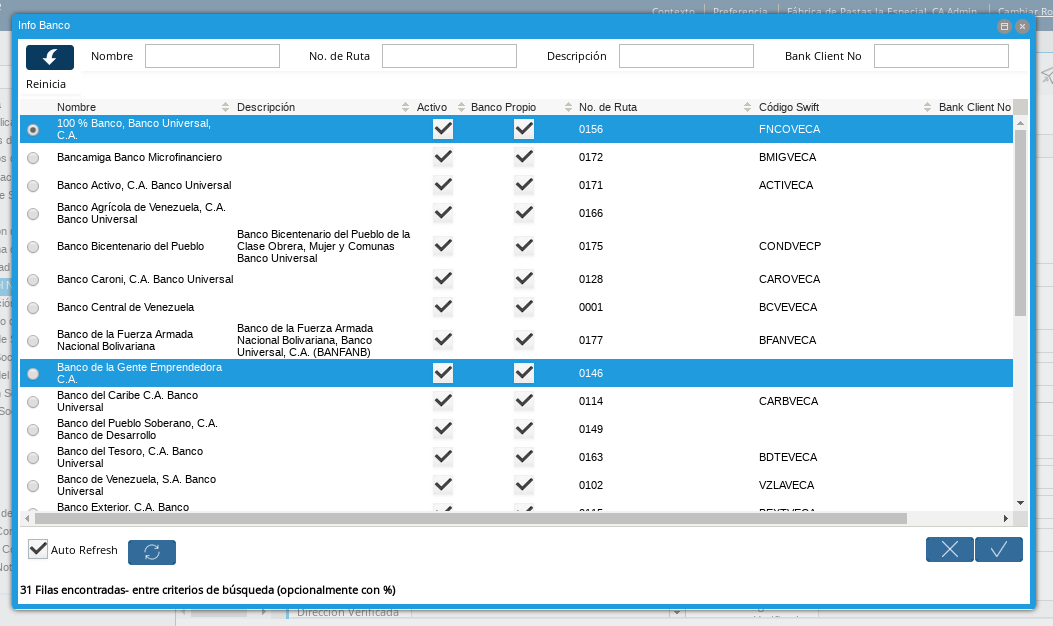 Contexto Preferencia Fábrica de Pastas la Especial, CA.Admin Cambiar Ro
Info Banco
Nombre No. de Ruta Descripción Bank Client No
Reinicia
Nombre Descripción Activo Banco Propio No. de Ruta Código Swift Bank Client No
100 % Banco, Banco Universal,
C.A. 0156 FNCOVECA
Bancamiga Banco Microfinanciero 0172 BMIGVECA
Banco Activo, C.A. Banco Universal 0171 ACTIVECA
Banco Agrícola de Venezuela, C.A.
Banco Universal 0166
Banco Bicentenario del Pueblo Banco Bicentenario del Pueblo de la
Clase Obrera, Mujer y Comunas
Banco Universal 0175 CONDVECP
Banco Caroni, C.A. Banco Universal 0128 CAROVECA
Banco Central de Venezuela 0001 BCVEVECA
Banco de la Fuerza Armada
Nacional Bolivariana Banco de la Fuerza Armada
Nacional Bolivariana, Banco
Universal, C.A. (BANFANB) 0177 BFANVECA
Banco de la Gente Emprendedora
C.A. 0146
Banco del Caribe C.A. Banco
Universal 0114 CARBVECA
Banco del Pueblo Soberano, C.A.
Banco de Desarrollo 0149
Banco del Tesoro, C.A. Banco
Universal 0163 BDTEVECA
Banco de Venezuela, S.A. Banco
Universal 0102 VZLAVECA
Banco Exterior, C.A. Banco
Auto Refresh
31 Filas encontradas- entre criterios de búsqueda (opcionalmente con %)
Dirección Verificada